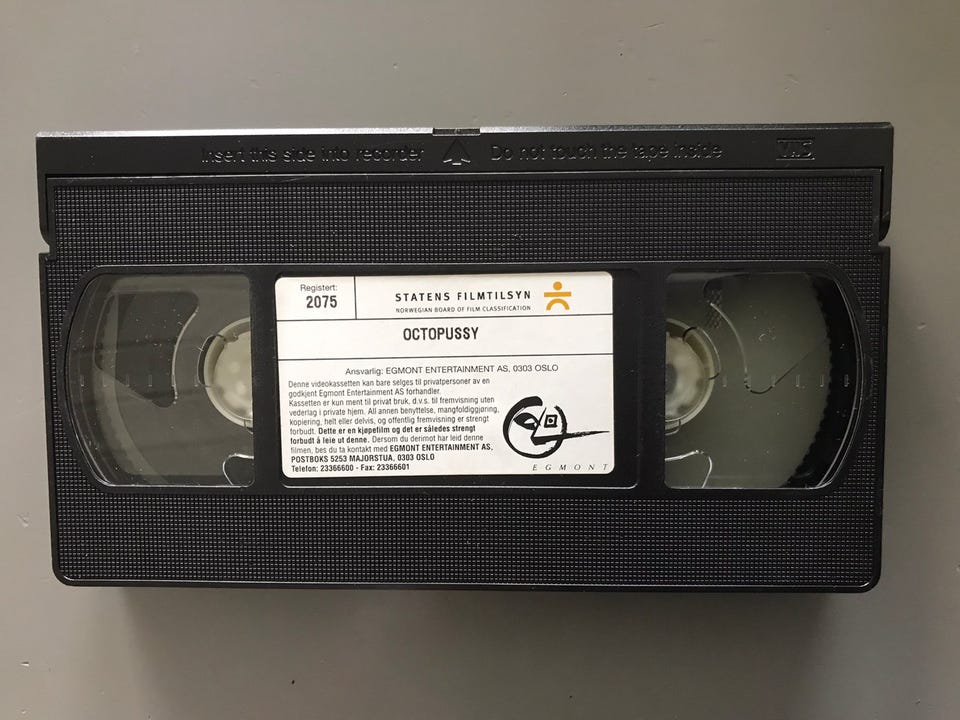 Insert this side into recorder Do not touch the tape inside VHS
Registert:
2075
STATENS FILMTILSYN
NORWEGIAN BOARD OF FILM CLASSIFICATION
OCTOPUSSY
Ansvarlig: EGMONT ENTERTAINMENT AS, 0303 OSLO
Denne videokassetten kan bare selges til privatpersoner av en
godkjent Egmont Entertainment AS forhandler.
Kassetten er kun ment til privat bruk, d.v.s. til fremvisning uten
vederlag i private hjem. All annen benyttelse, mangfoldiggjøring,
kopiering, helt eller delvis, og offentlig fremvisning er strengt
forbudt. Dette er en kjøpefilm og det er således strengt
forbudt å leie ut denne. Dersom du derimot har leid denne
filmen, bes du ta kontakt med EGMONT ENTERTAINMENT AS,
POSTBOKS 5253 MAJORSTUA, 0303 OSLO
Telefon: 23366600 - Fax: 23366601
EGMONT